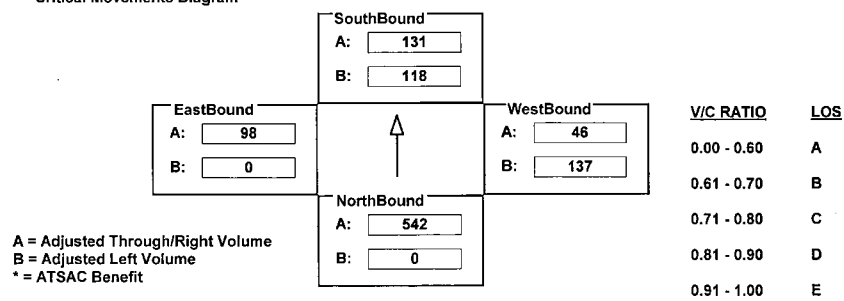 Critical Movements Diagram
SouthBound
A: 131
B: 118
EastBound
A: 98
B: 0
WestBound
A: 46
B: 137
NorthBound
A: 542
B: 0
A = Adjusted Through/Right Volume
B = Adjusted Left Volume
* = ATSAC Benefit
V/C RATIO LOS
0.00 - 0.60 A
0.61 - 0.70 B
0.71 - 0.80 C
0.81 - 0.90 D
0.91 - 1.00 E